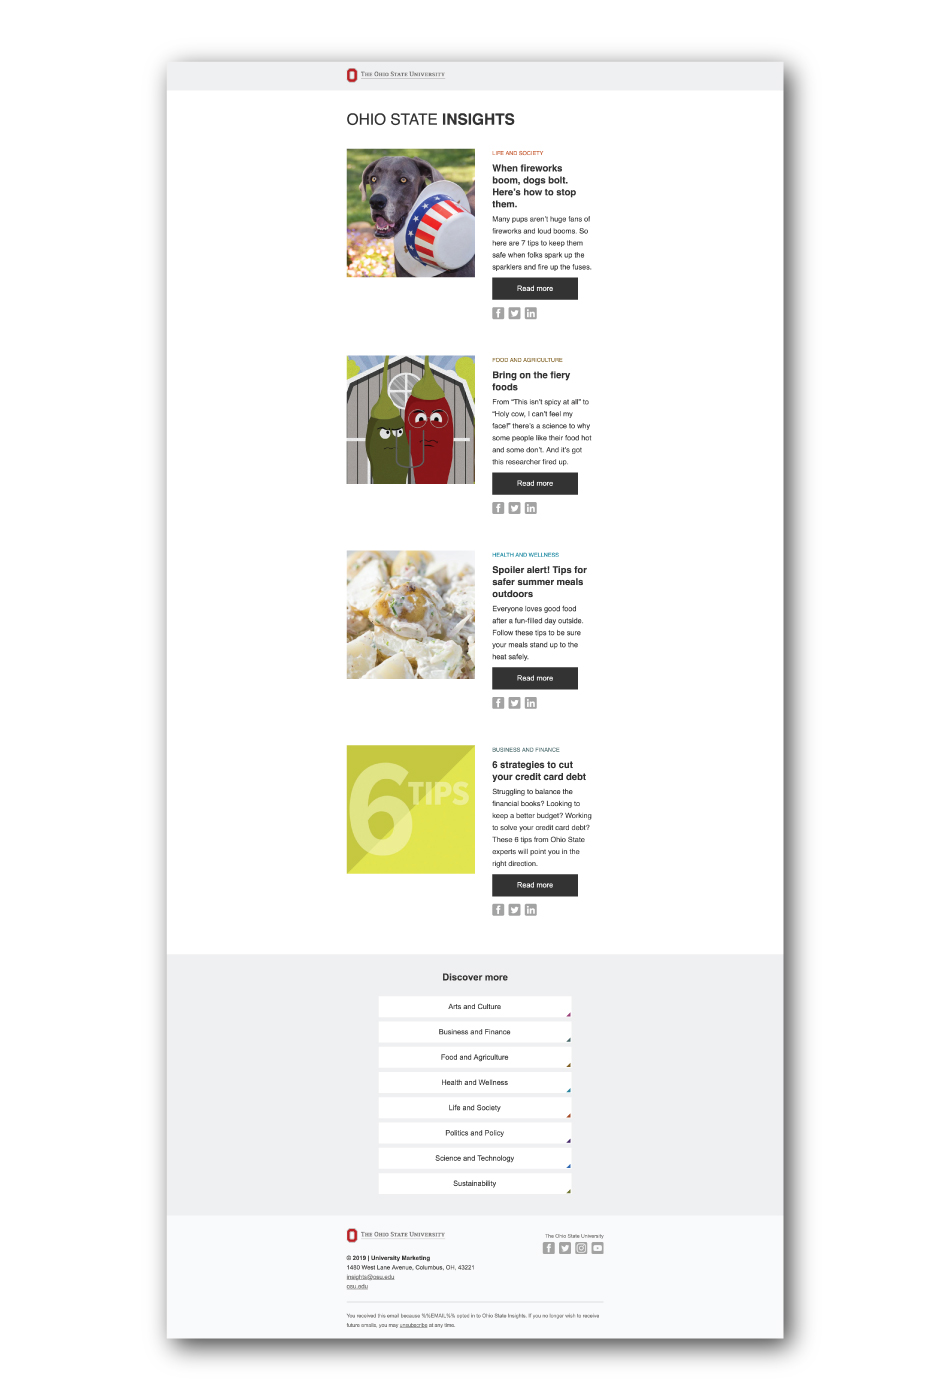 THE OHIO STATE UNIVERSITY
OHIO STATE INSIGHTS
LIFE AND SOCIETY
When fireworks
boom, dogs bolt.
Here's how to stop
them.
Many pups aren't huge fans of
fireworks and loud booms. So
here are 7 tips to keep them
safe when folks spark up the
sparklers and fire up the fuses.
Read more
FOOD AND AGRICULTURE
Bring on the fiery
foods
From “This isn't spicy at all” to
“Holy cow, I can't feel my
face!” there's a science to why
some people like their food hot
and some don't. And it's got
this researcher fired up.
Read more
HEALTH AND WELLNESS
Spoiler alert! Tips for
safer summer meals
outdoors
Everyone loves good food
after a fun-filled day outside.
Follow these tips to be sure
your meals stand up to the
heat safely.
Read more
6 TIPS
BUSINESS AND FINANCE
6 strategies to cut
your credit card debt
Struggling to balance the
financial books? Looking to
keep a better budget? Working
to solve your credit card debt?
These 6 tips from Ohio State
experts will point you in the
right direction.
Read more
Discover more
Arts and Culture
Business and Finance
Food and Agriculture
Health and Wellness
Life and Society
Politics and Policy
Science and Technology
Sustainability
THE OHIO STATE UNIVERSITY
The Ohio State University
© 2019 | University Marketing
1480 West Lane Avenue, Columbus, OH, 43221
insights@osu.edu
osu.edu
You received this email because %%EMAIL%% opted in to Ohio State Insights. If you no longer wish to receive
future emails, you may unsubscribe at any time.